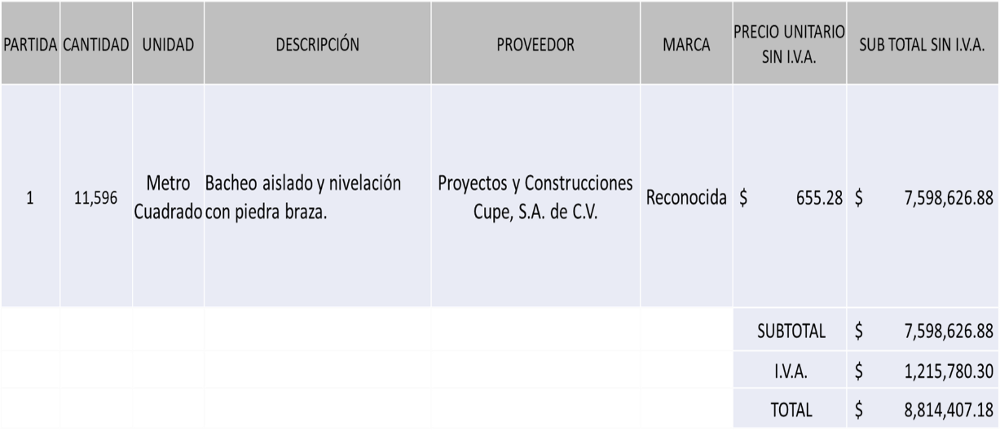 PARTIDA CANTIDAD UNIDAD DESCRIPCIÓN PROVEEDOR MARCA PRECIO UNITARIO SIN I.V.A. SUB TOTAL SIN I.V.A.
1 11,596 Metro Cuadrado Bacheo aislado y nivelación con piedra braza. Proyectos y Construcciones Cupe, S.A. de C.V. Reconocida $ 655.28 $ 7,598,626.88
SUBTOTAL $ 7,598,626.88
I.V.A. $ 1,215,780.30
TOTAL $ 8,814,407.18